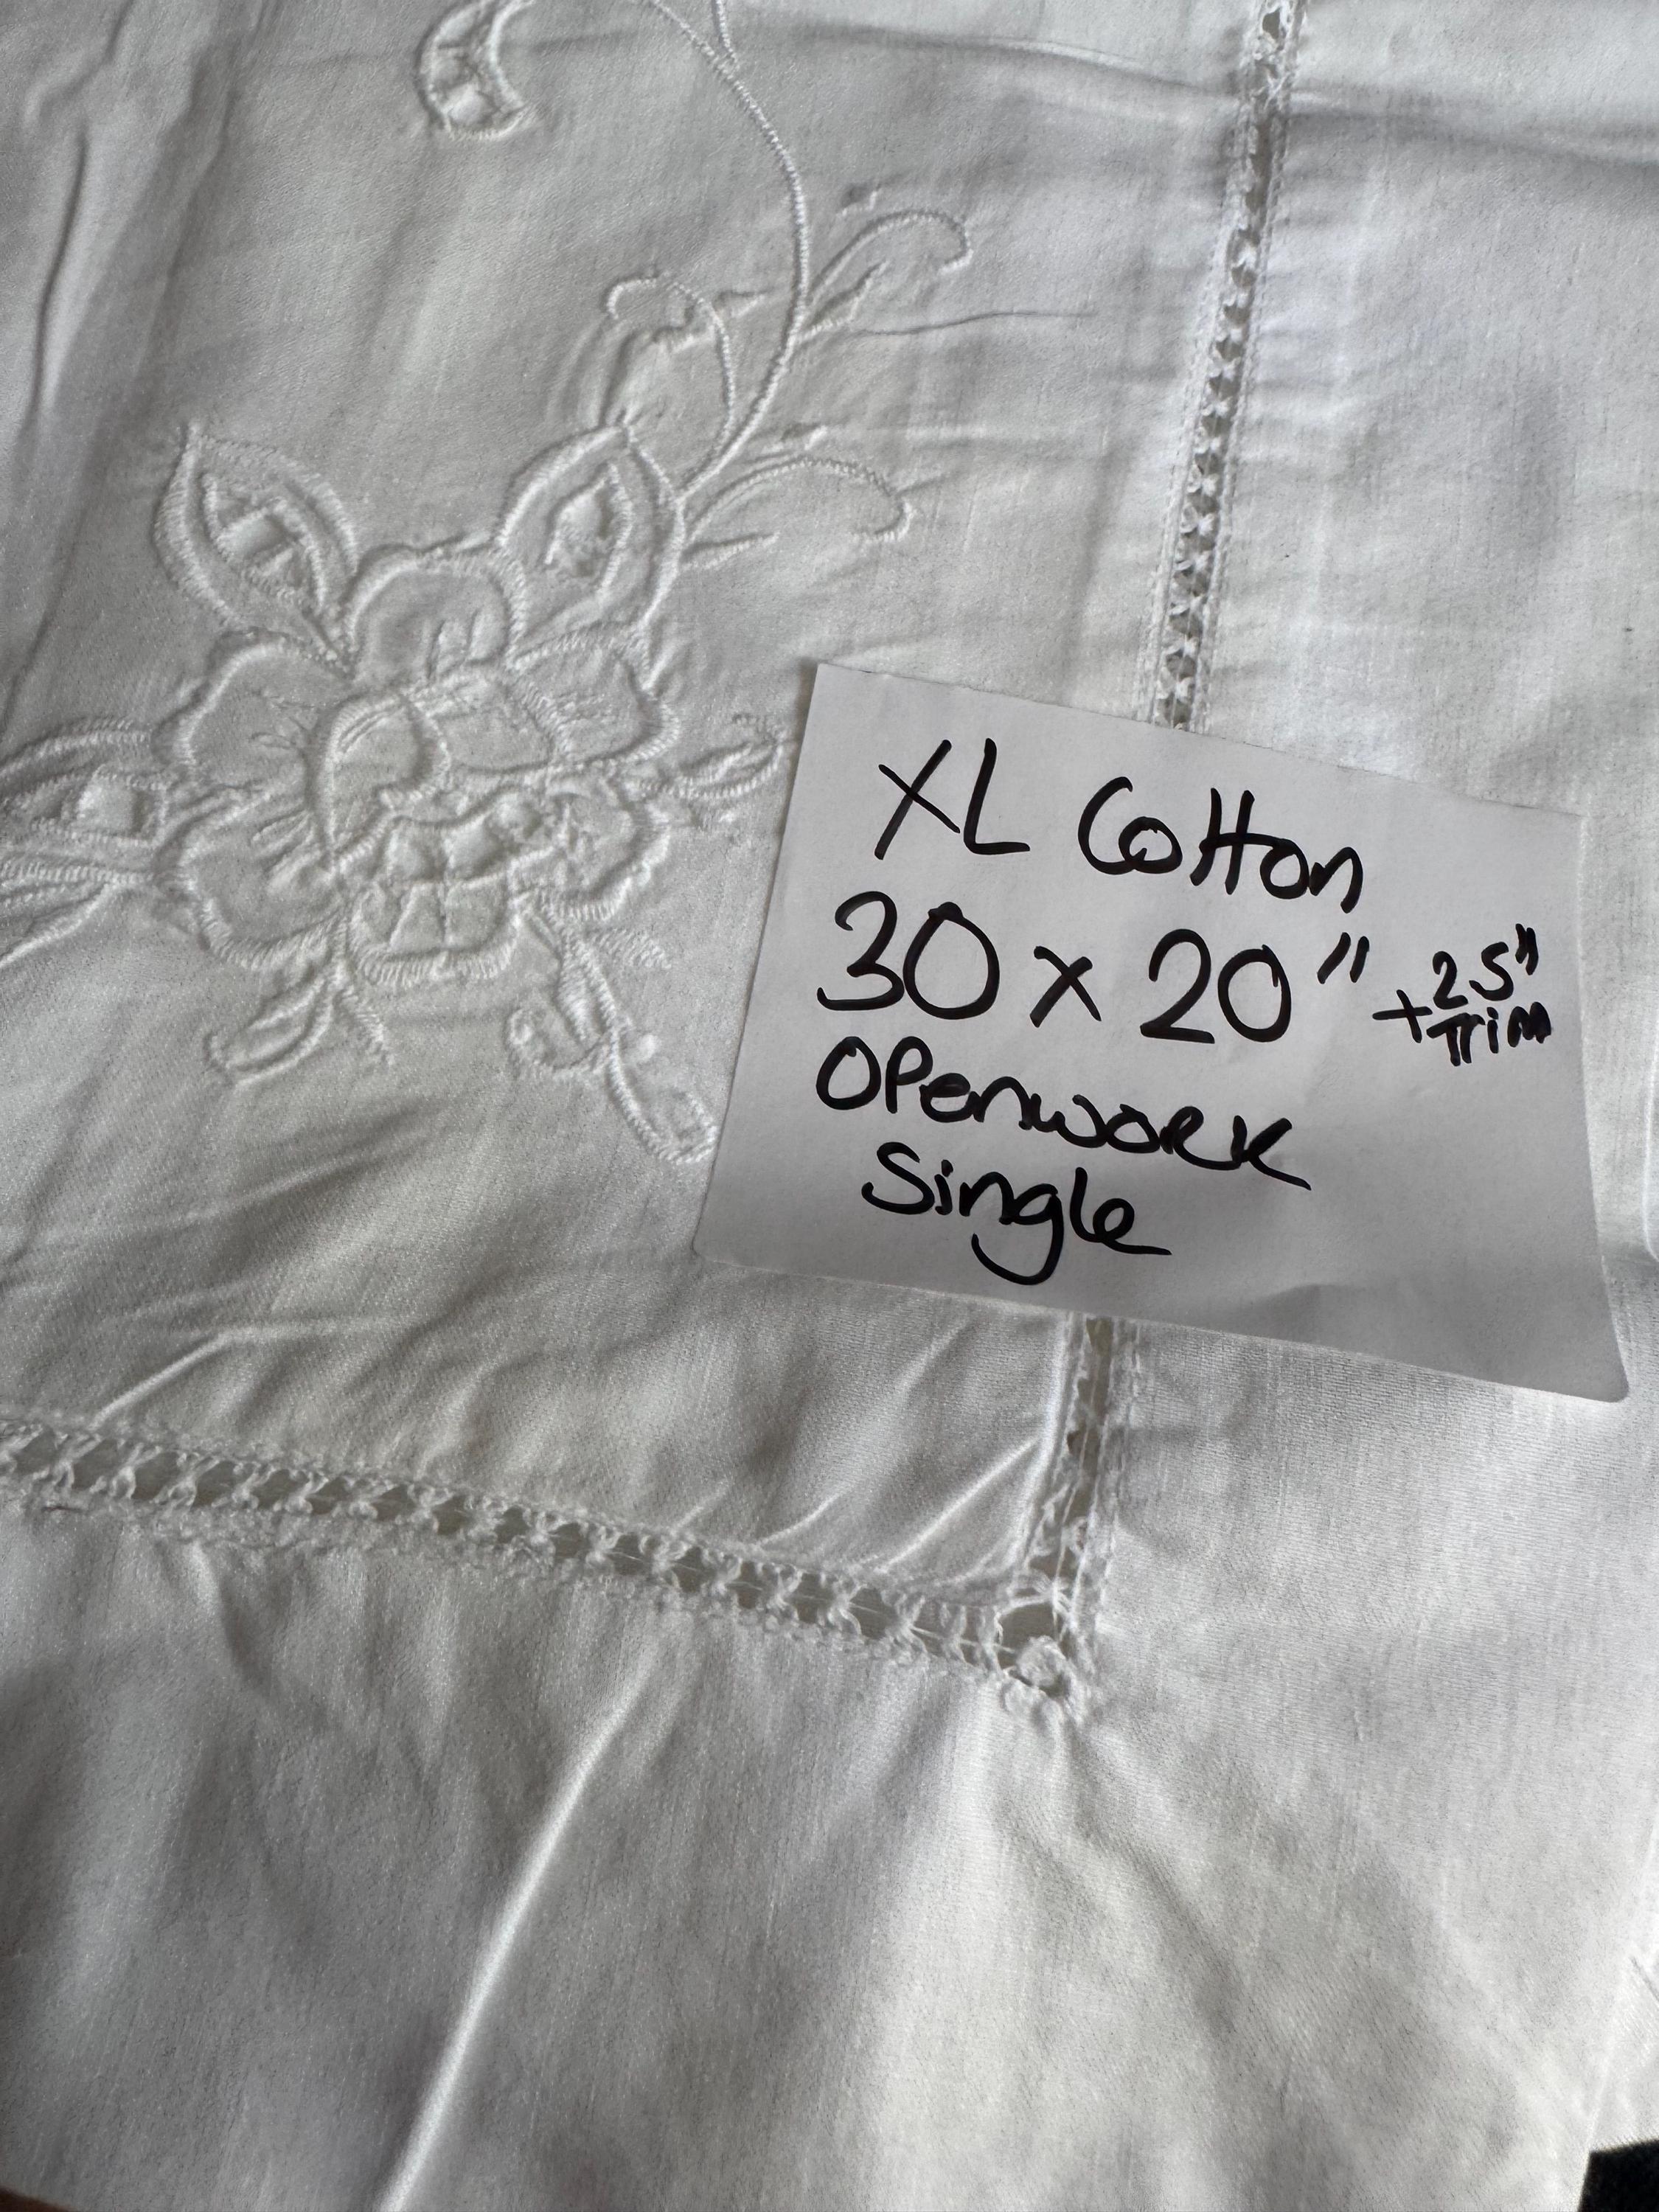 XL Cotton
30 x 20" + 2.5" Trim
Openwork
Single